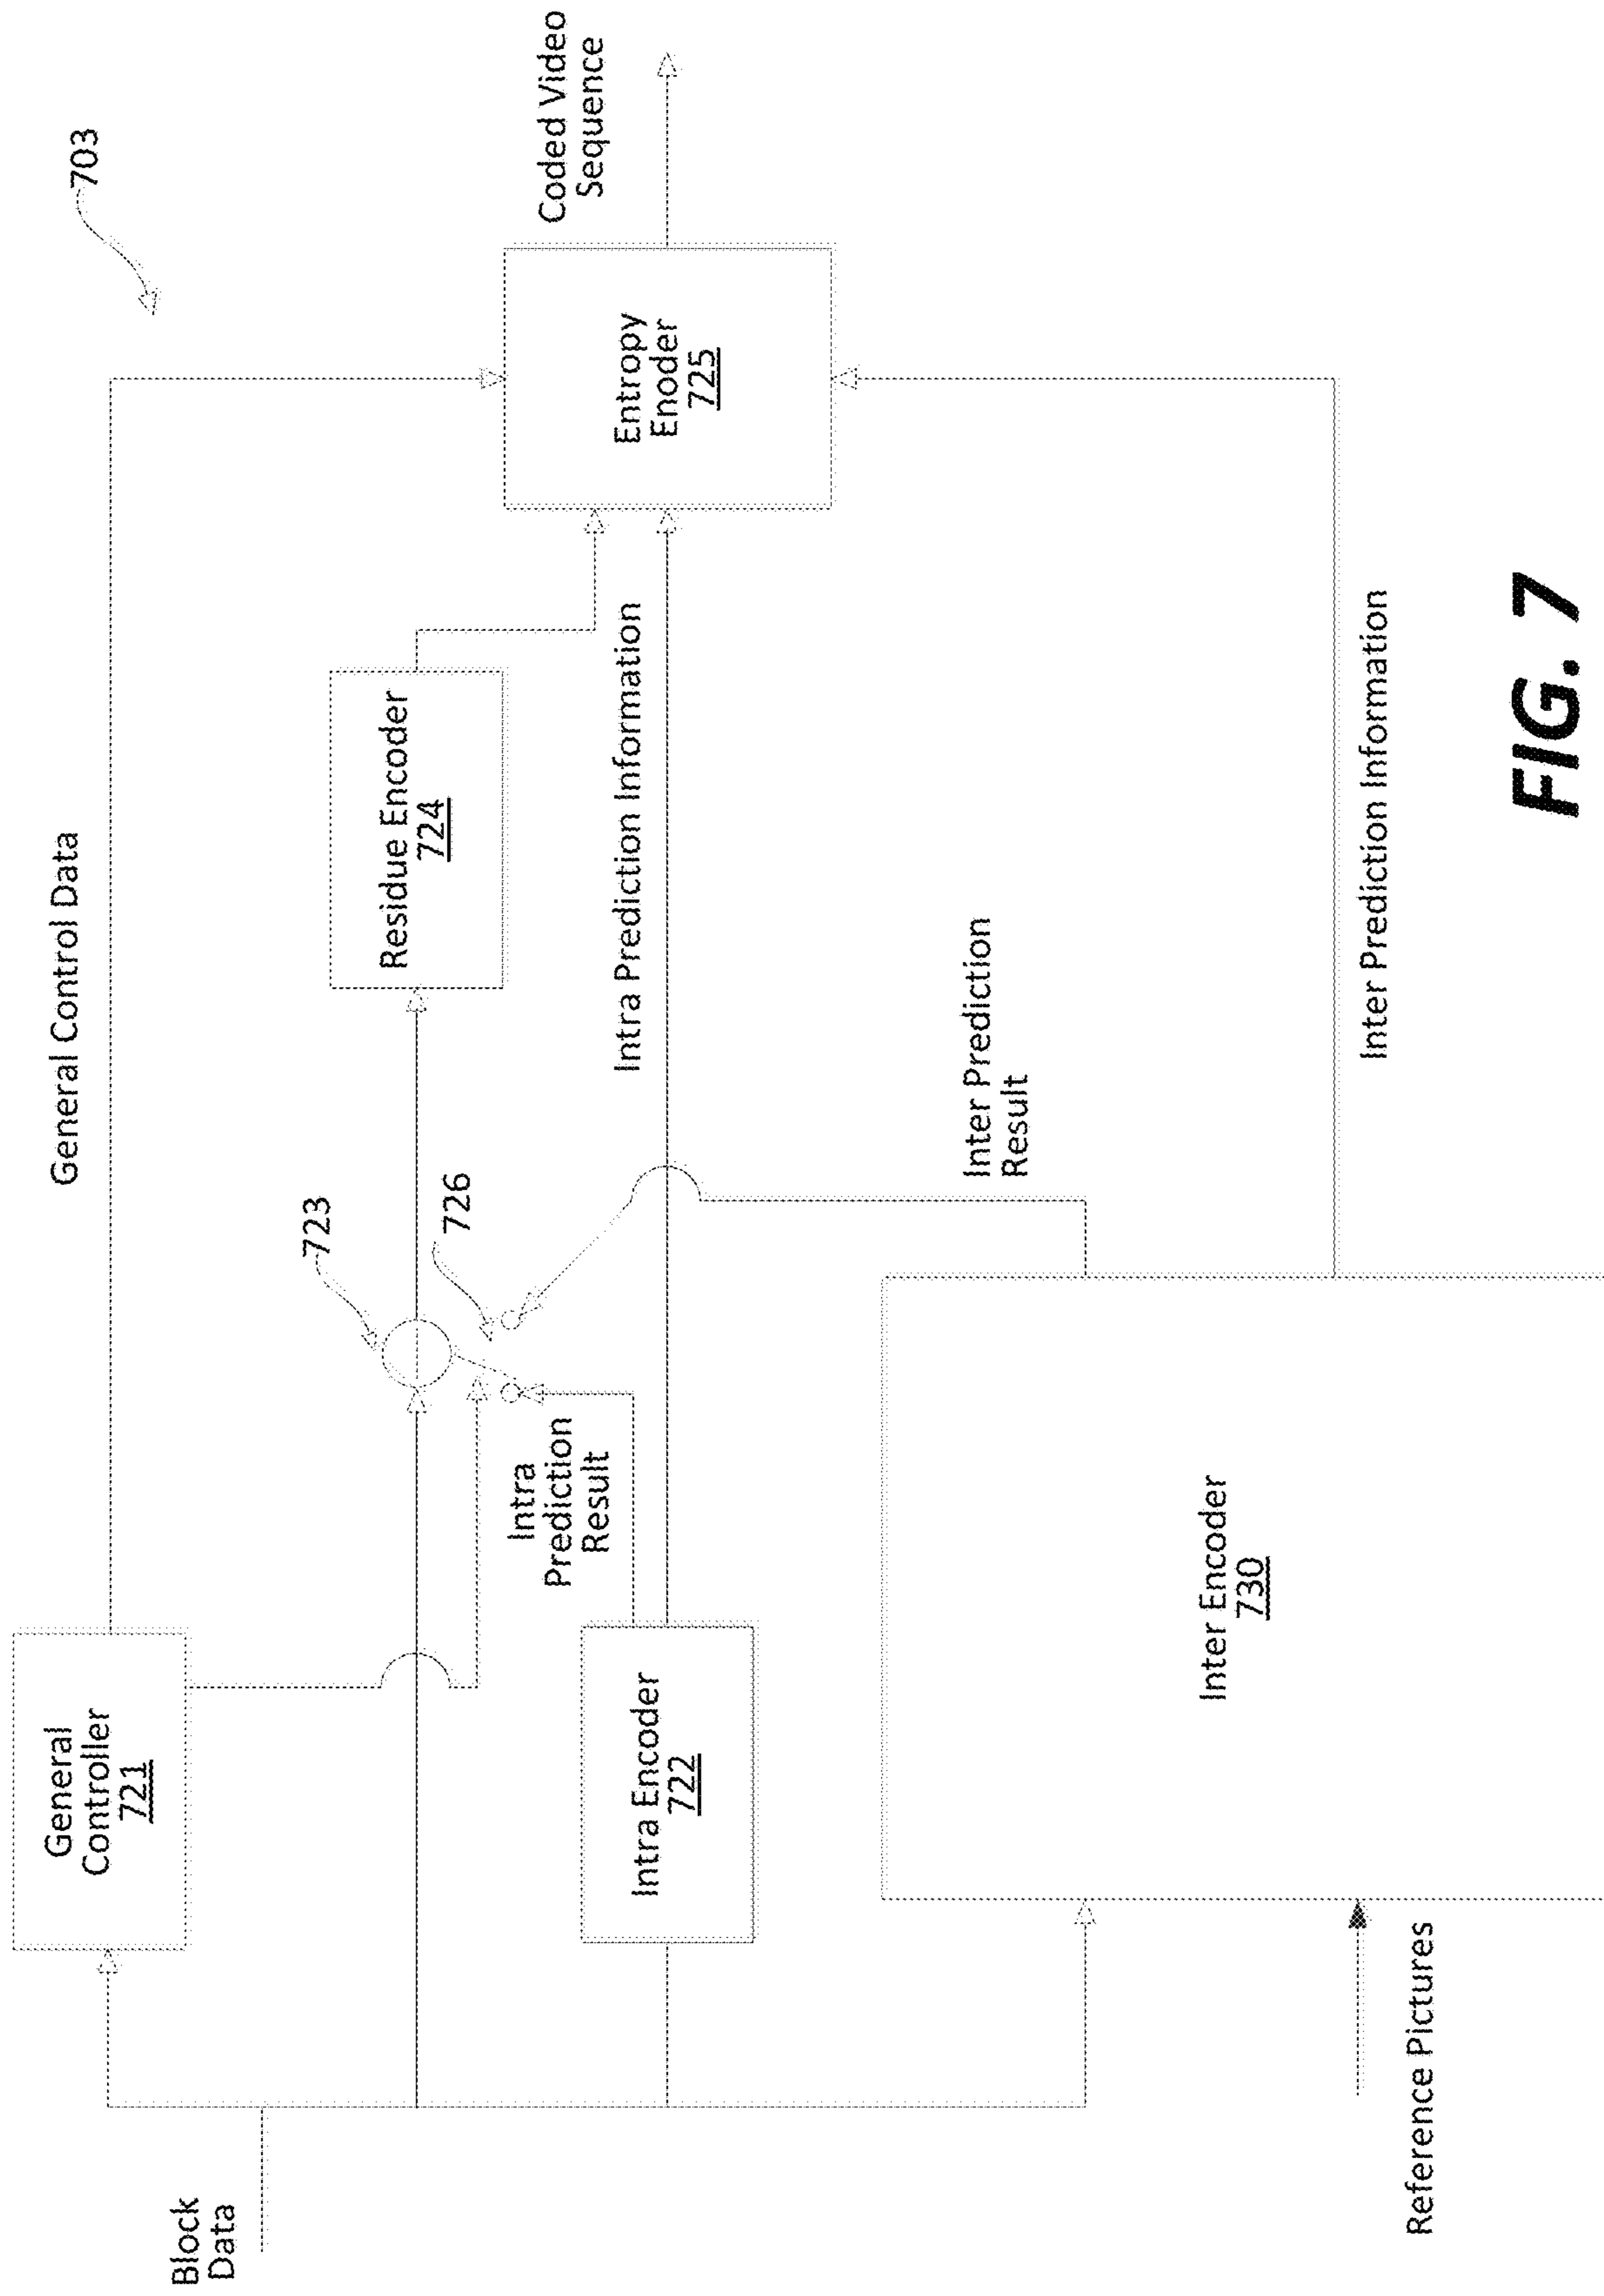 703
General Control Data
Coded Video
Sequence
General
Controller
721
Block
Data
723
726
Residue Encoder
724
Entropy
Enoder
725
Intra
Prediction
Result
Intra Prediction Information
Intra Encoder
722
Inter Prediction
Result
Inter Encoder
730
Inter Prediction Information
Reference Pictures
FIG. 7